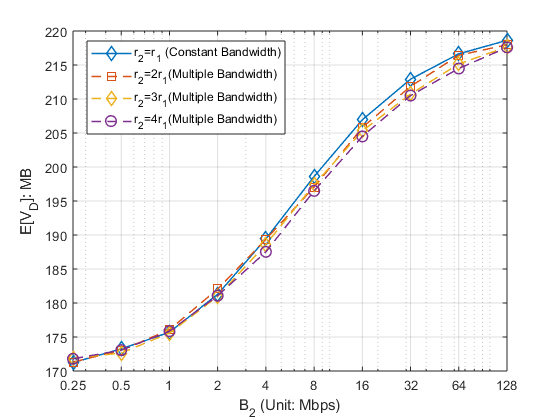 220
215
210
205
200
195
190
185
180
175
170
E[V_D]: MB
r_2=r_1 (Constant Bandwidth)
r_2=2r_1(Multiple Bandwidth)
r_2=3r_1(Multiple Bandwidth)
r_2=4r_1(Multiple Bandwidth)
0.25 0.5 1 2 4 8 16 32 64 128
B_2 (Unit: Mbps)